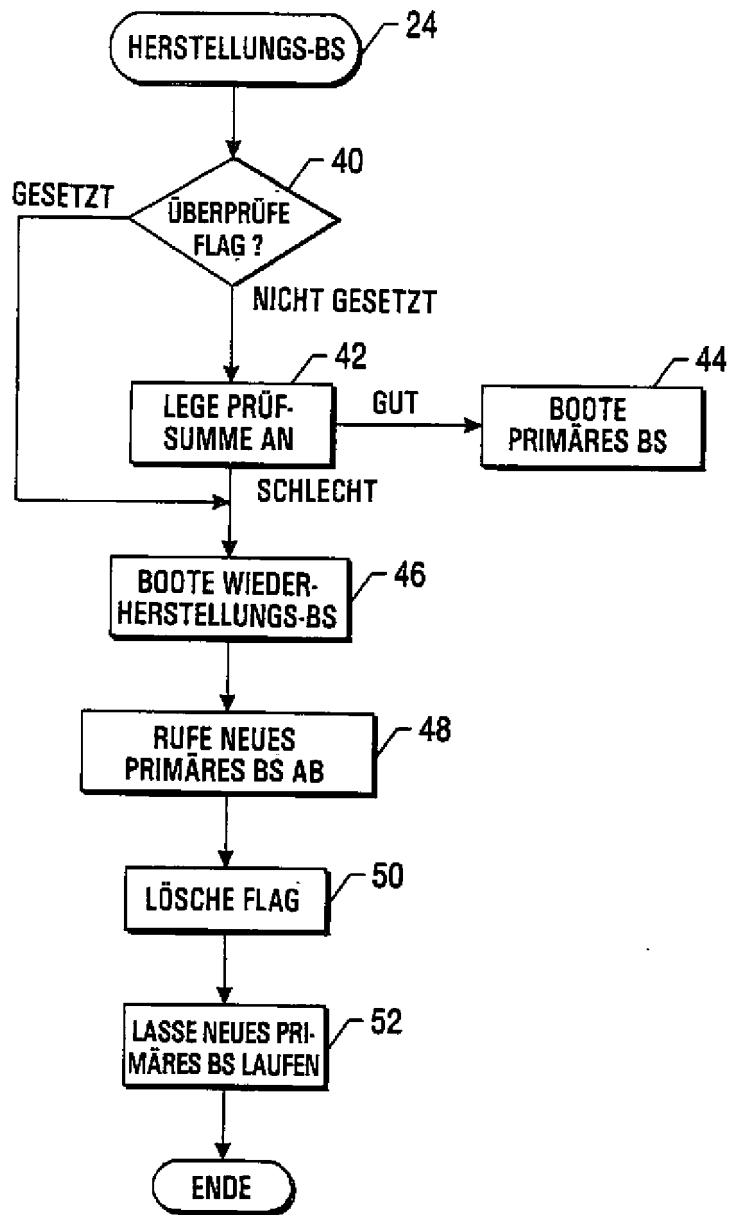 HERSTELLUNGS-BS
24
40
GESETZT
ÜBERPRÜFE
FLAG ?
NICHT GESETZT
42
LEGE PRÜF-
SUMME AN
GUT
44
BOOTE
PRIMÄRES BS
SCHLECHT
BOOTE WIEDER-
HERSTELLUNGS-BS
46
RUFE NEUES
PRIMÄRES BS AB
48
LÖSCHE FLAG
50
LASSE NEUES PRI-
MÄRES BS LAUFEN
52
ENDE